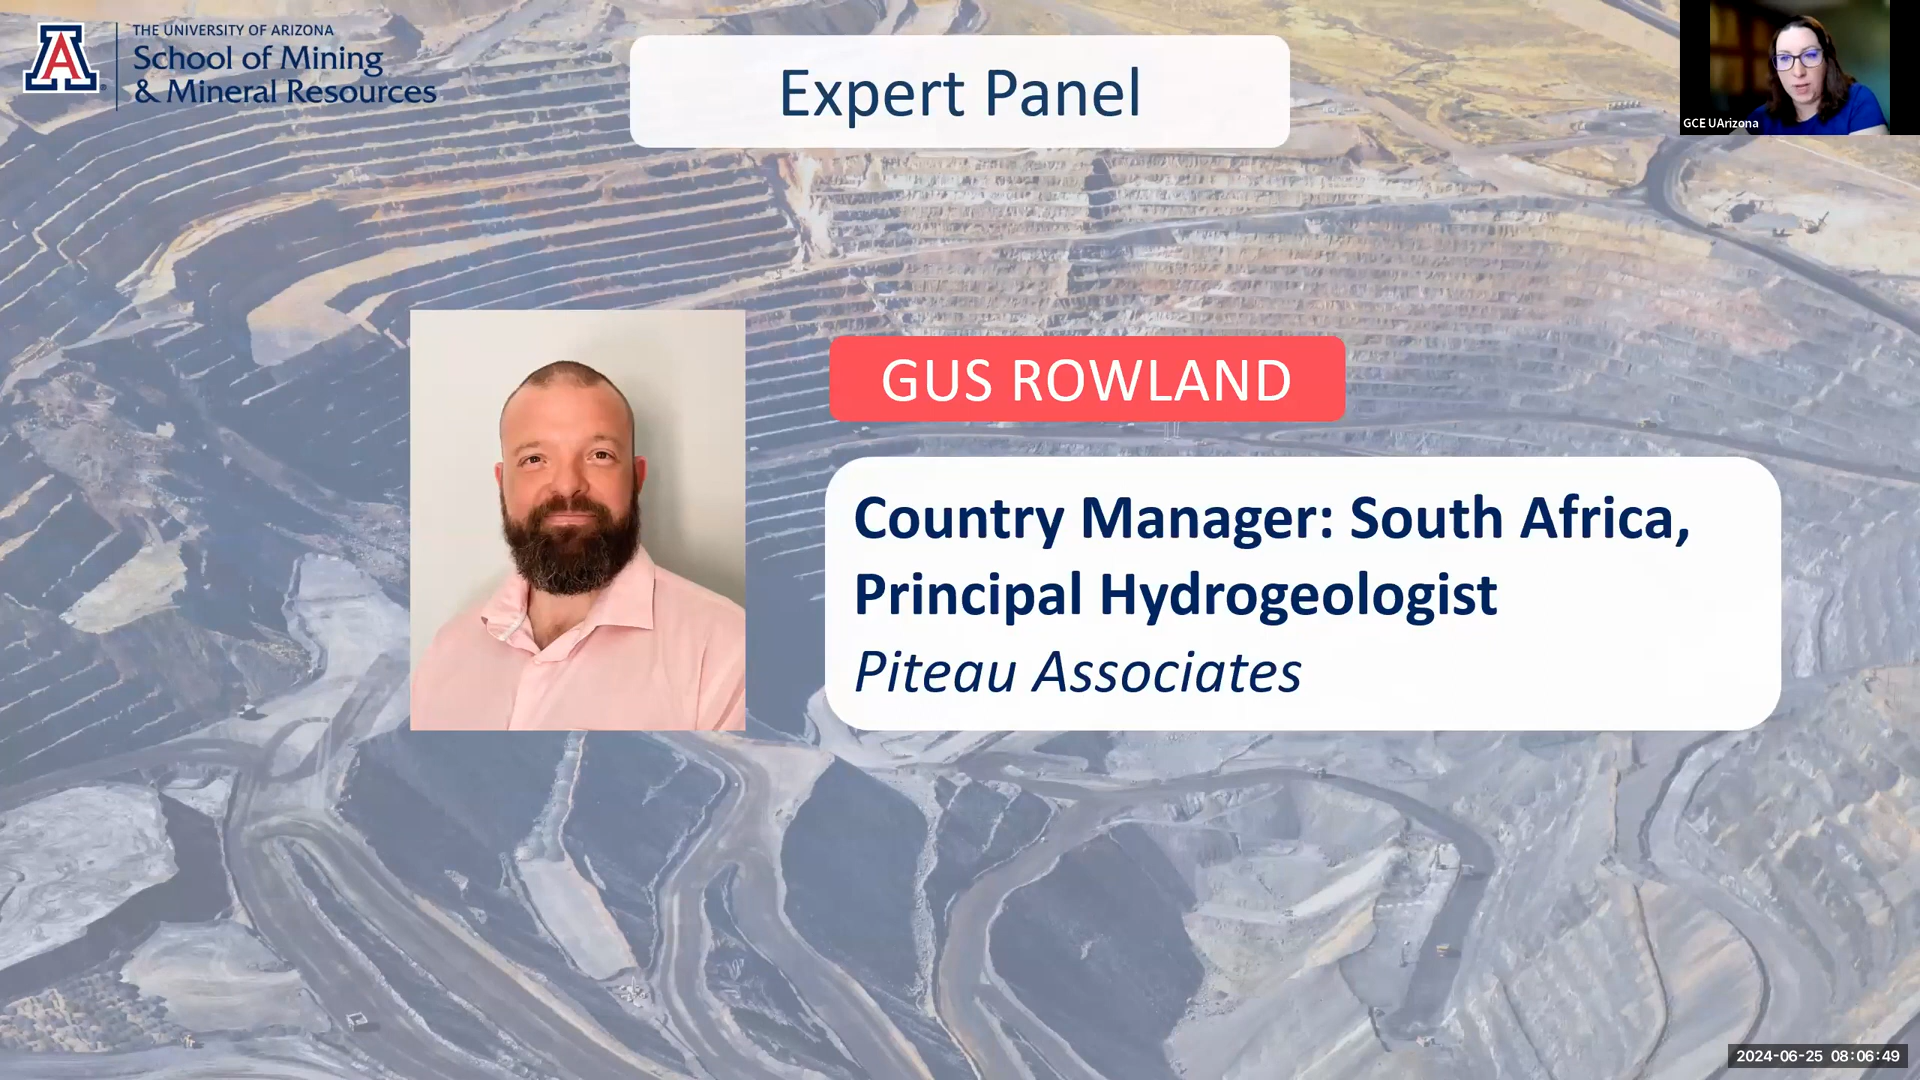 THE UNIVERSITY OF ARIZONA
School of Mining
& Mineral Resources
Expert Panel
GCE UArizona
GUS ROWLAND
Country Manager: South Africa,
Principal Hydrogeologist
Piteau Associates
2024-06-25 08:06:49